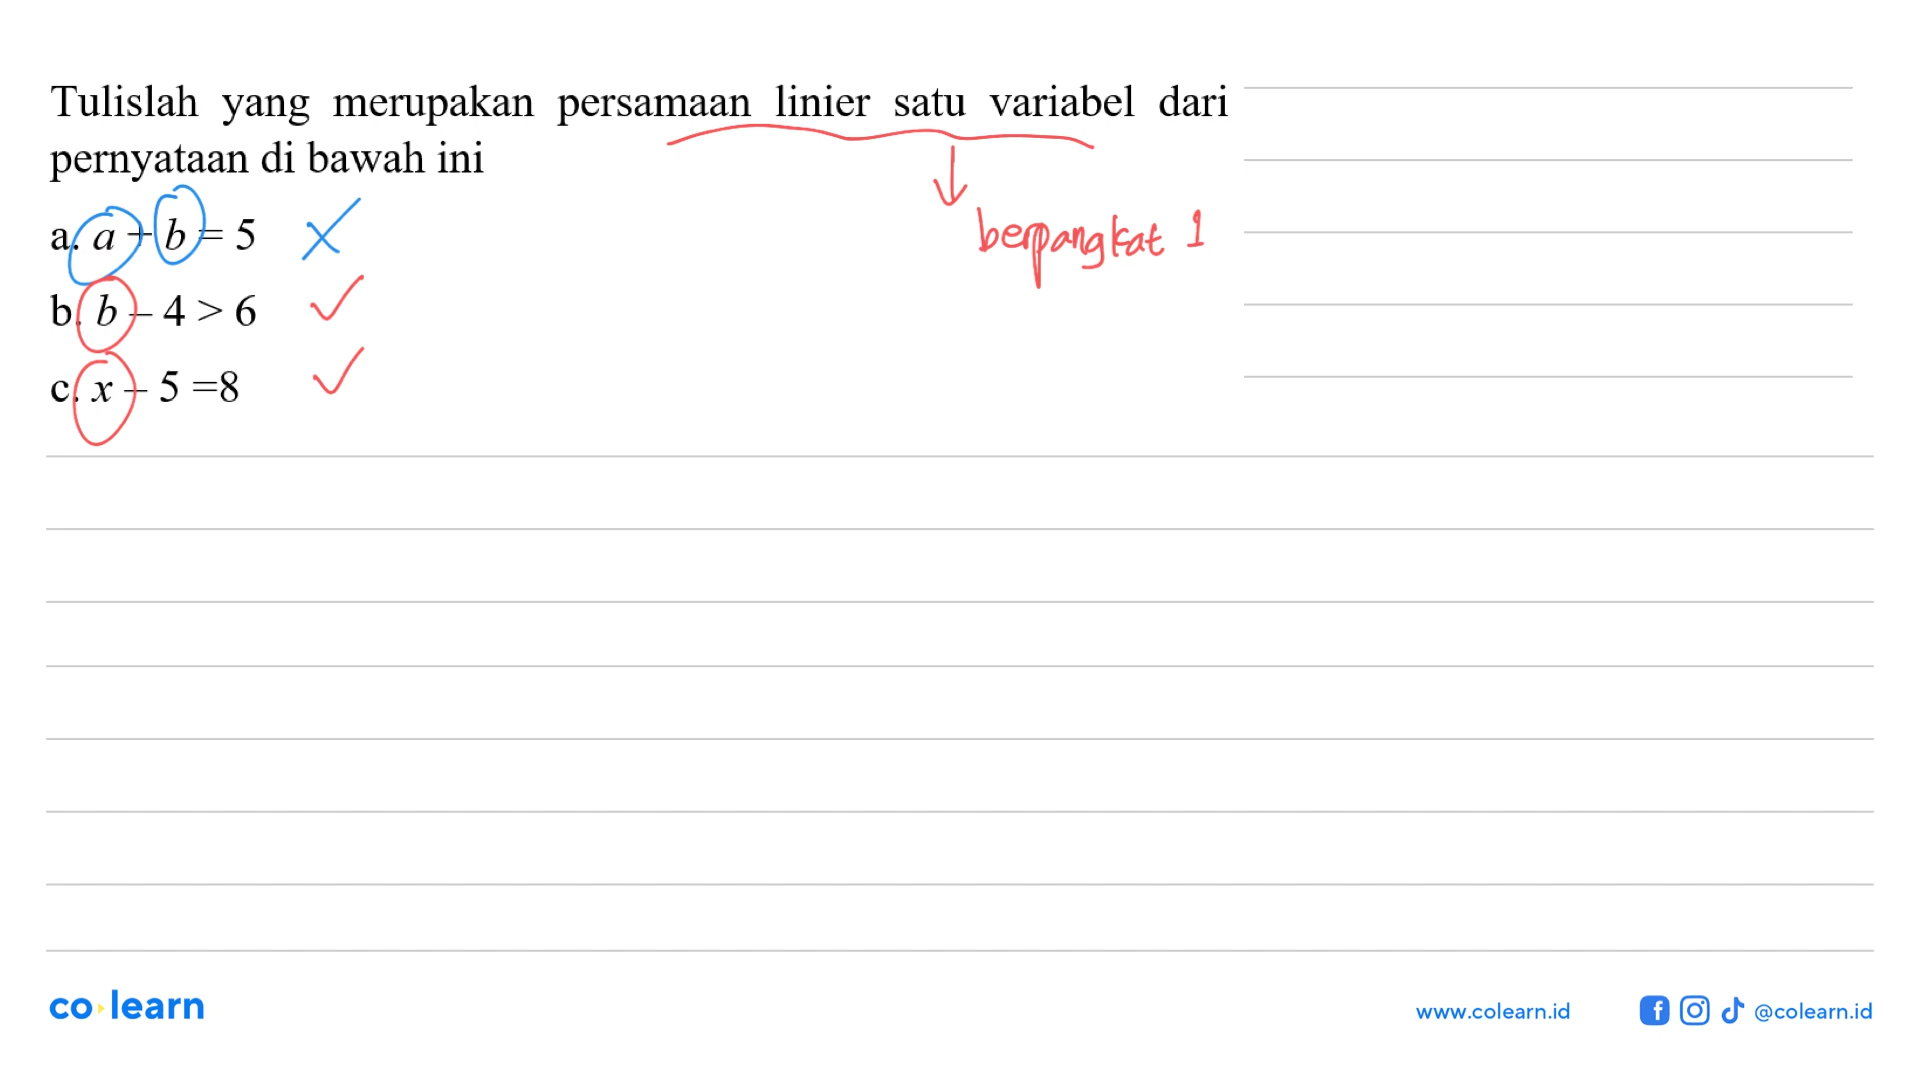 Tulislah yang merupakan persamaan linier satu variabel dari
pernyataan di bawah ini
a. a + b = 5
berpangkat 1
b. b – 4 > 6
c. x – 5 =8
co learn
www.colearn.id
@colearn.id